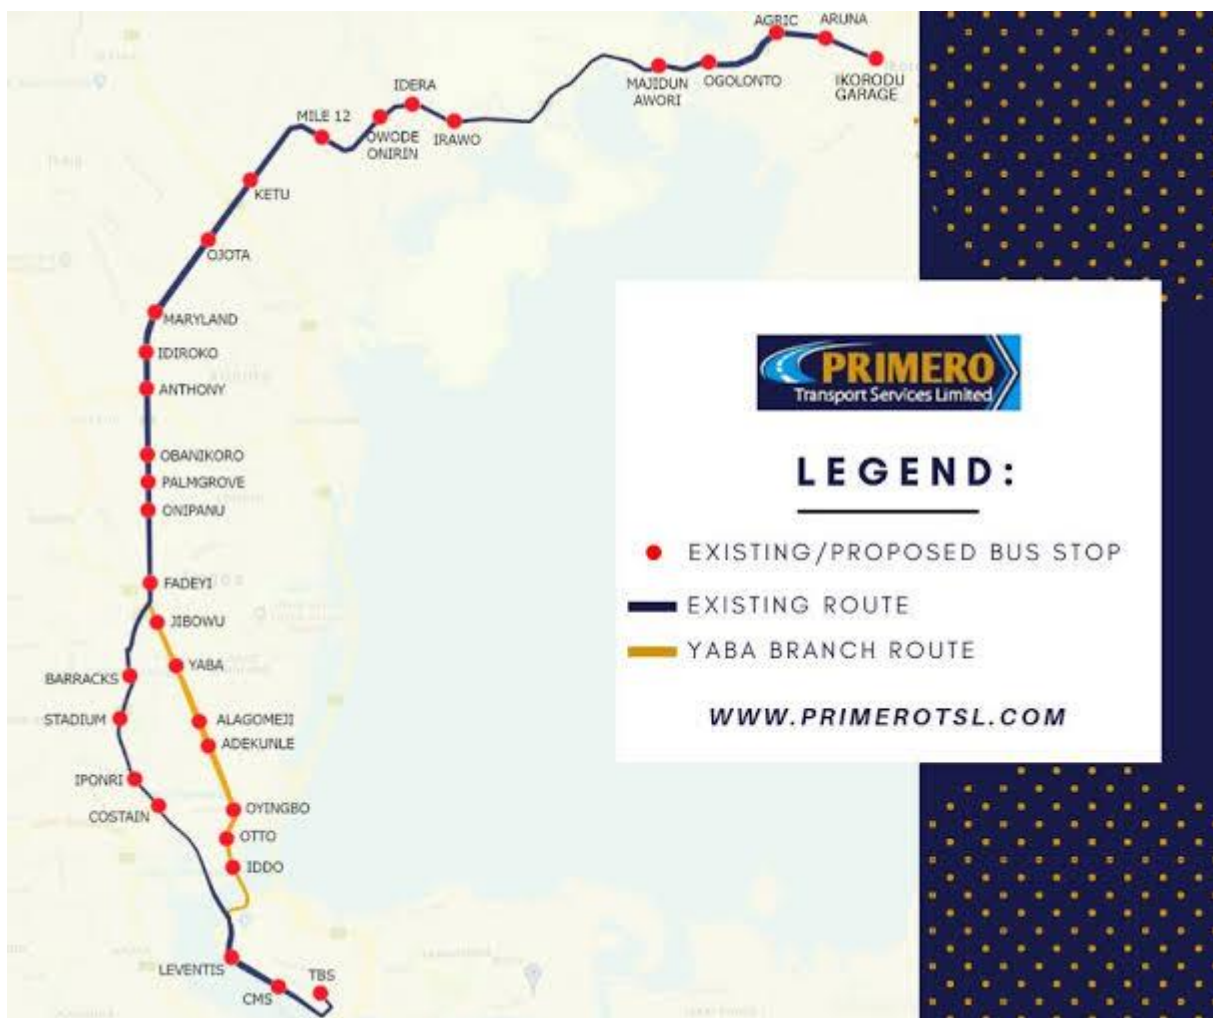 AGRIC
ARUNA
IKORODU
GARAGE
OGOLONTO
MAJIDUN
AWORI
IDERA
MILE 12
OWODE
ONIRIN
IRAWO
KETU
OJOTA
MARYLAND
IDIROKO
ANTHONY
OBANIKORO
PALMGROVE
ONIPANU
FADEYI
JIBOWU
YABA
BARRACKS
STADIUM
ALAGOMEJI
ADEKUNLE
IPONRI
COSTAIN
OYINGBO
OTTO
IDDO
LEVENTIS
TBS
CMS
PRIMERO
Transport Services Limited
LEGEND:
EXISTING/PROPOSED BUS STOP
EXISTING ROUTE
YABA BRANCH ROUTE
WWW.PRIMEROTSL.COM